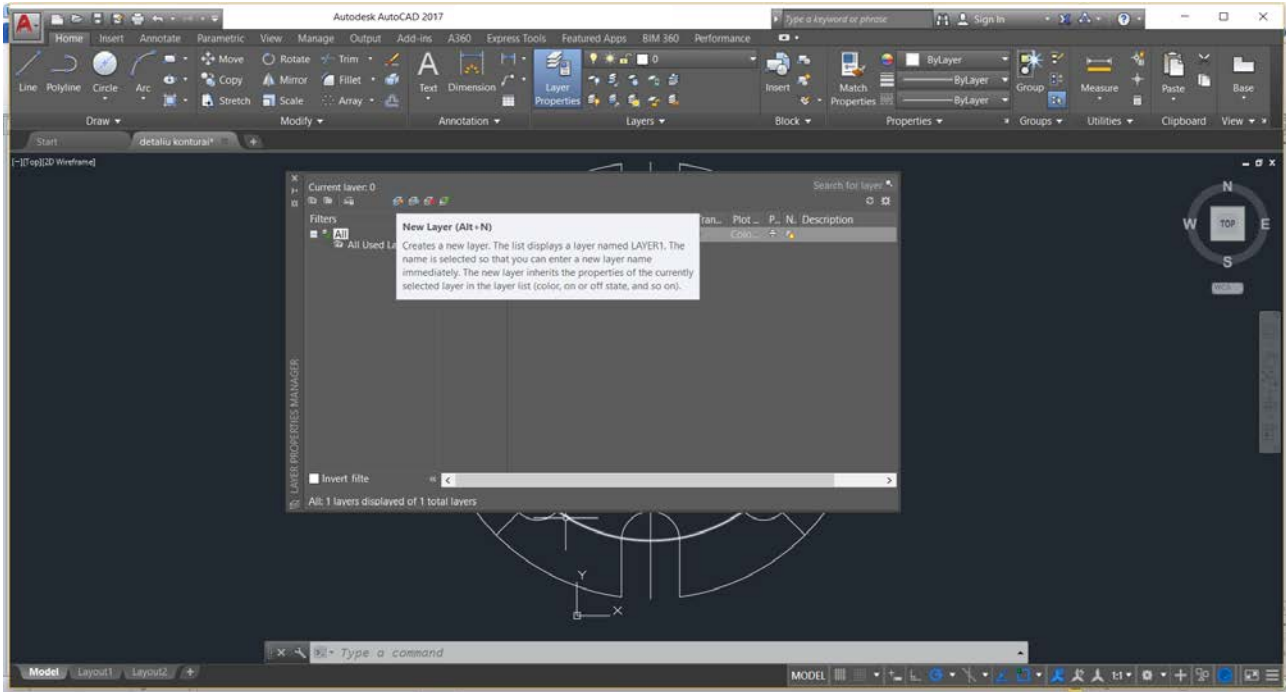 Autodesk AutoCAD 2017
Type a keyword or phrase
Sign In
Home Insert Annotate Parametric View Manage Output Add-ins A360 Express Tools Featured Apps BIM 360 Performance
Line Polyline Circle Arc
Move
Copy
Stretch
Rotate
Mirror
Scale
Trim
Fillet
Array
Text Dimension
Layer Properties
0
Insert
Match Properties
ByLayer
ByLayer
ByLayer
Group
Measure
Paste
Base
Draw Modify Annotation Layers Block Properties Groups Utilities Clipboard View
Start detaliu konturai*
[−][Top][2D Wireframe]
N
W TOP E
S
WCS
Current layer: 0
Search for layer
Filters
All
All Used La
Tran... Plot ... P... N. Description
Colo...
New Layer (Alt+N)
Creates a new layer. The list displays a layer named LAYER1. The
name is selected so that you can enter a new layer name
immediately. The new layer inherits the properties of the currently
selected layer in the layer list (color, on or off state, and so on).
LAYER PROPERTIES MANAGER
Invert filte
All: 1 layers displayed of 1 total layers
Y
X
Type a command
Model Layout1 Layout2
MODEL
1:1